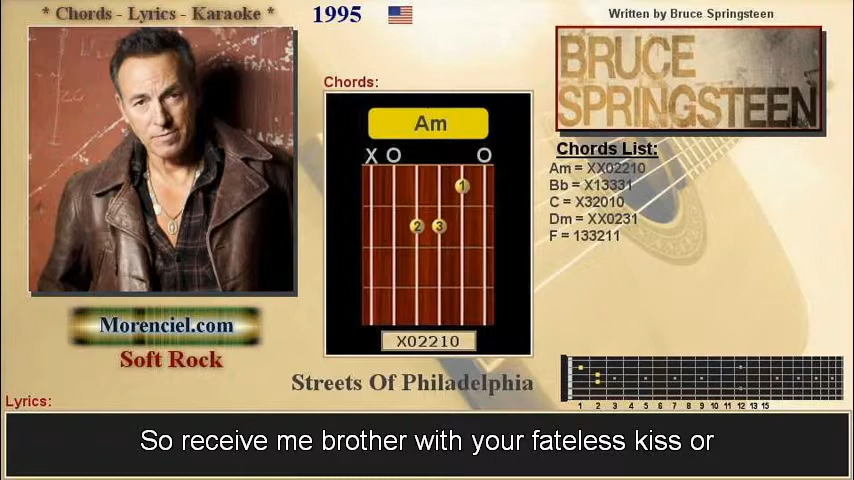 * Chords - Lyrics - Karaoke *
1995
Written by Bruce Springsteen
BRUCE
SPRINGSTEEN
Chords:
Am
X O O
1
2 3
X02210
Chords List:
Am = XX02210
Bb = X13331
C = X32010
Dm = XX0231
F = 133211
Morenciel.com
Soft Rock
Streets Of Philadelphia
1 2 3 4 5 6 7 8 9 10 11 12 13 15
Lyrics:
So receive me brother with your fateless kiss or